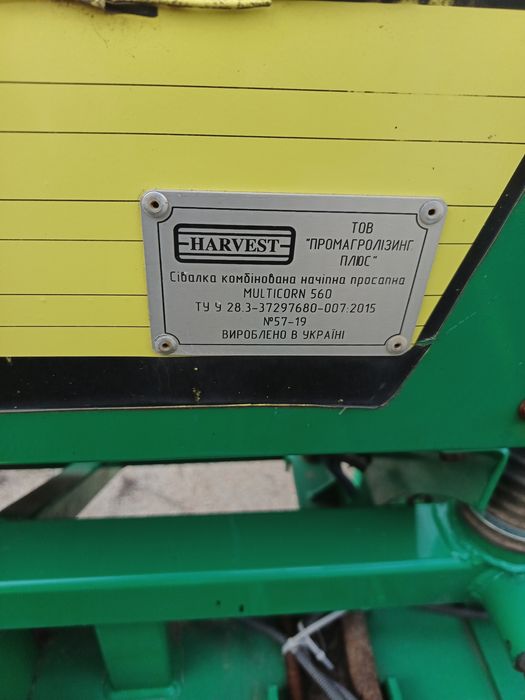 HARVEST
ТОВ
"ПРОМАГРОЛІЗИНГ
ПЛЮС"
Сівалка комбінована начіпна просапна
MULTICORN 560
ТУ У 28.3-37297680-007:2015
№57-19
ВИРОБЛЕНО В УКРАЇНІ